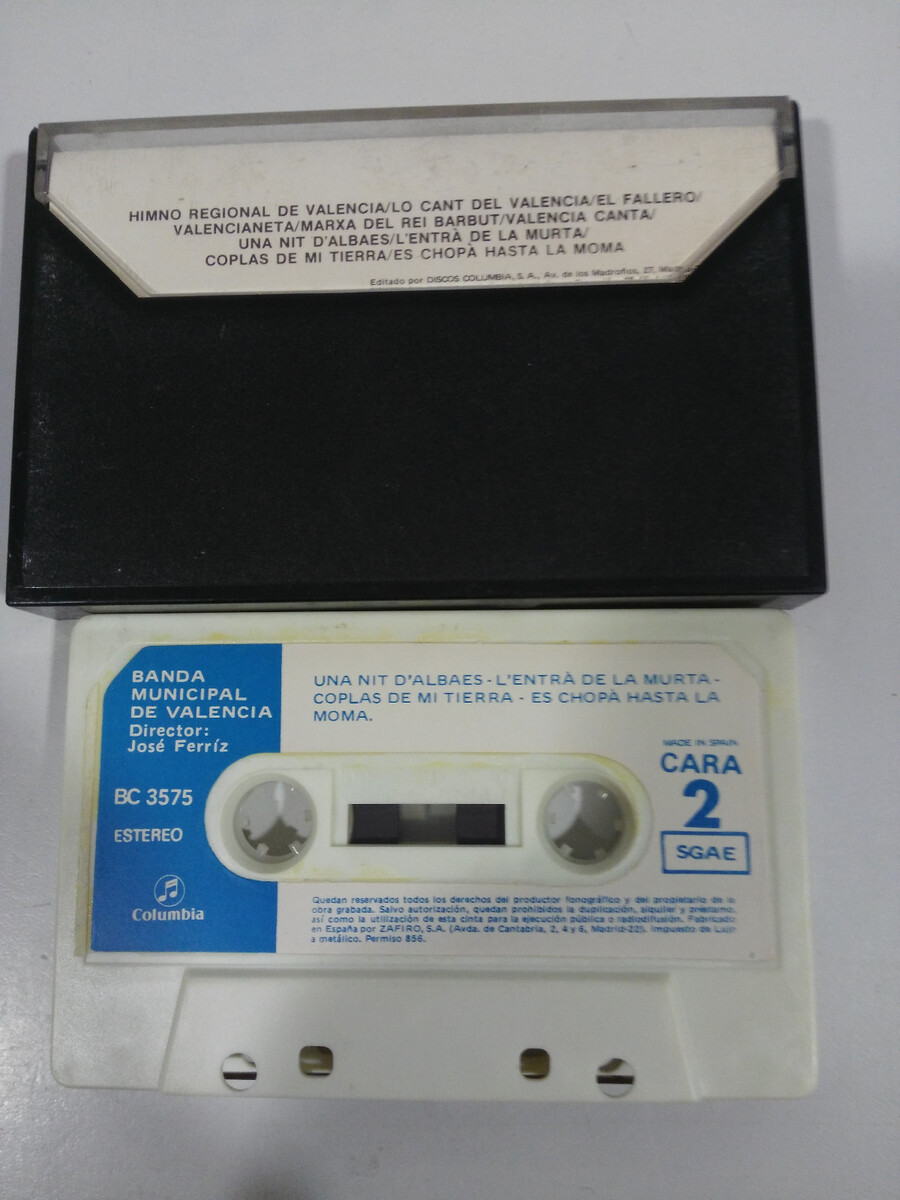 HIMNO REGIONAL DE VALENCIA/LO CANT DEL VALENCIA/EL FALLERO/
VALENCIANETA/MARXA DEL REI BARBUT/VALENCIA CANTA/
UNA NIT D'ALBAES/L'ENTRÀ DE LA MURTA/
COPLAS DE MI TIERRA/ES CHOPÀ HASTA LA MOMA
Editado por DISCOS COLUMBIA, S. A., Av. de los Madroños, 27,
BANDA
MUNICIPAL
DE VALENCIA
Director:
José Ferríz
BC 3575
ESTEREO
Columbia
UNA NIT D'ALBAES - L'ENTRÀ DE LA MURTA -
COPLAS DE MI TIERRA - ES CHOPÀ HASTA LA
MOMA.
MADE IN SPAIN
CARA
2
SGAE
Quedan reservados todos los derechos del productor fonográfico y del propietario de la
obra grabada. Salvo autorización, quedan prohibidos la duplicación, alquiler y préstamo,
así como la utilización de esta cinta para la ejecución pública o radiodifusión. Fabricado
en España por ZAFIRO, S.A. (Avda. de Cantabria, 2, 4 y 6, Madrid-22). Impuesto de Lujo
a metálico. Permiso 856.